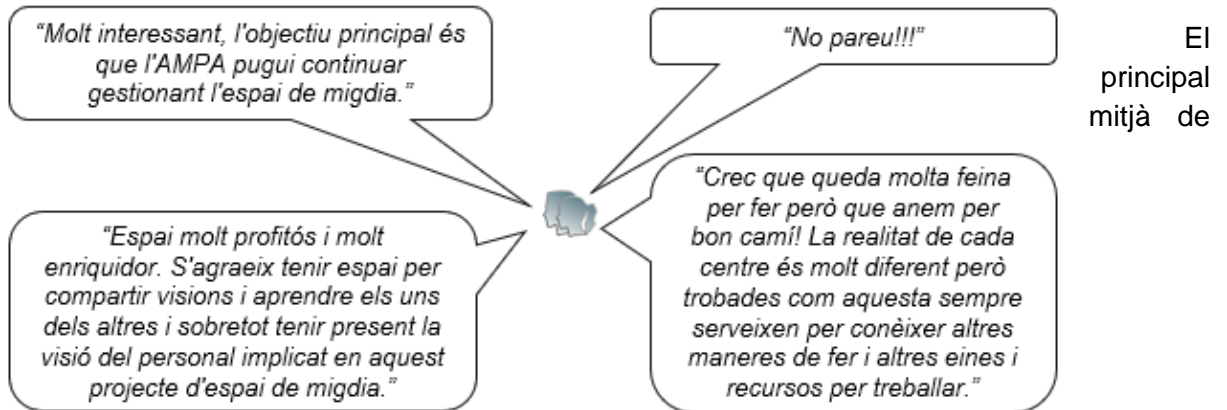 “Molt interessant, l'objectiu principal és
que l'AMPA pugui continuar
gestionant l'espai de migdia.”
“No pareu!!!”
El
principal
mitjà de
“Espai molt profitós i molt
enriquidor. S'agraeix tenir espai per
compartir visions i aprendre els uns
dels altres i sobretot tenir present la
visió del personal implicat en aquest
projecte d'espai de migdia.”
“Crec que queda molta feina
per fer però que anem per
bon camí! La realitat de cada
centre és molt diferent però
trobades com aquesta sempre
serveixen per conèixer altres
maneres de fer i altres eines i
recursos per treballar.”